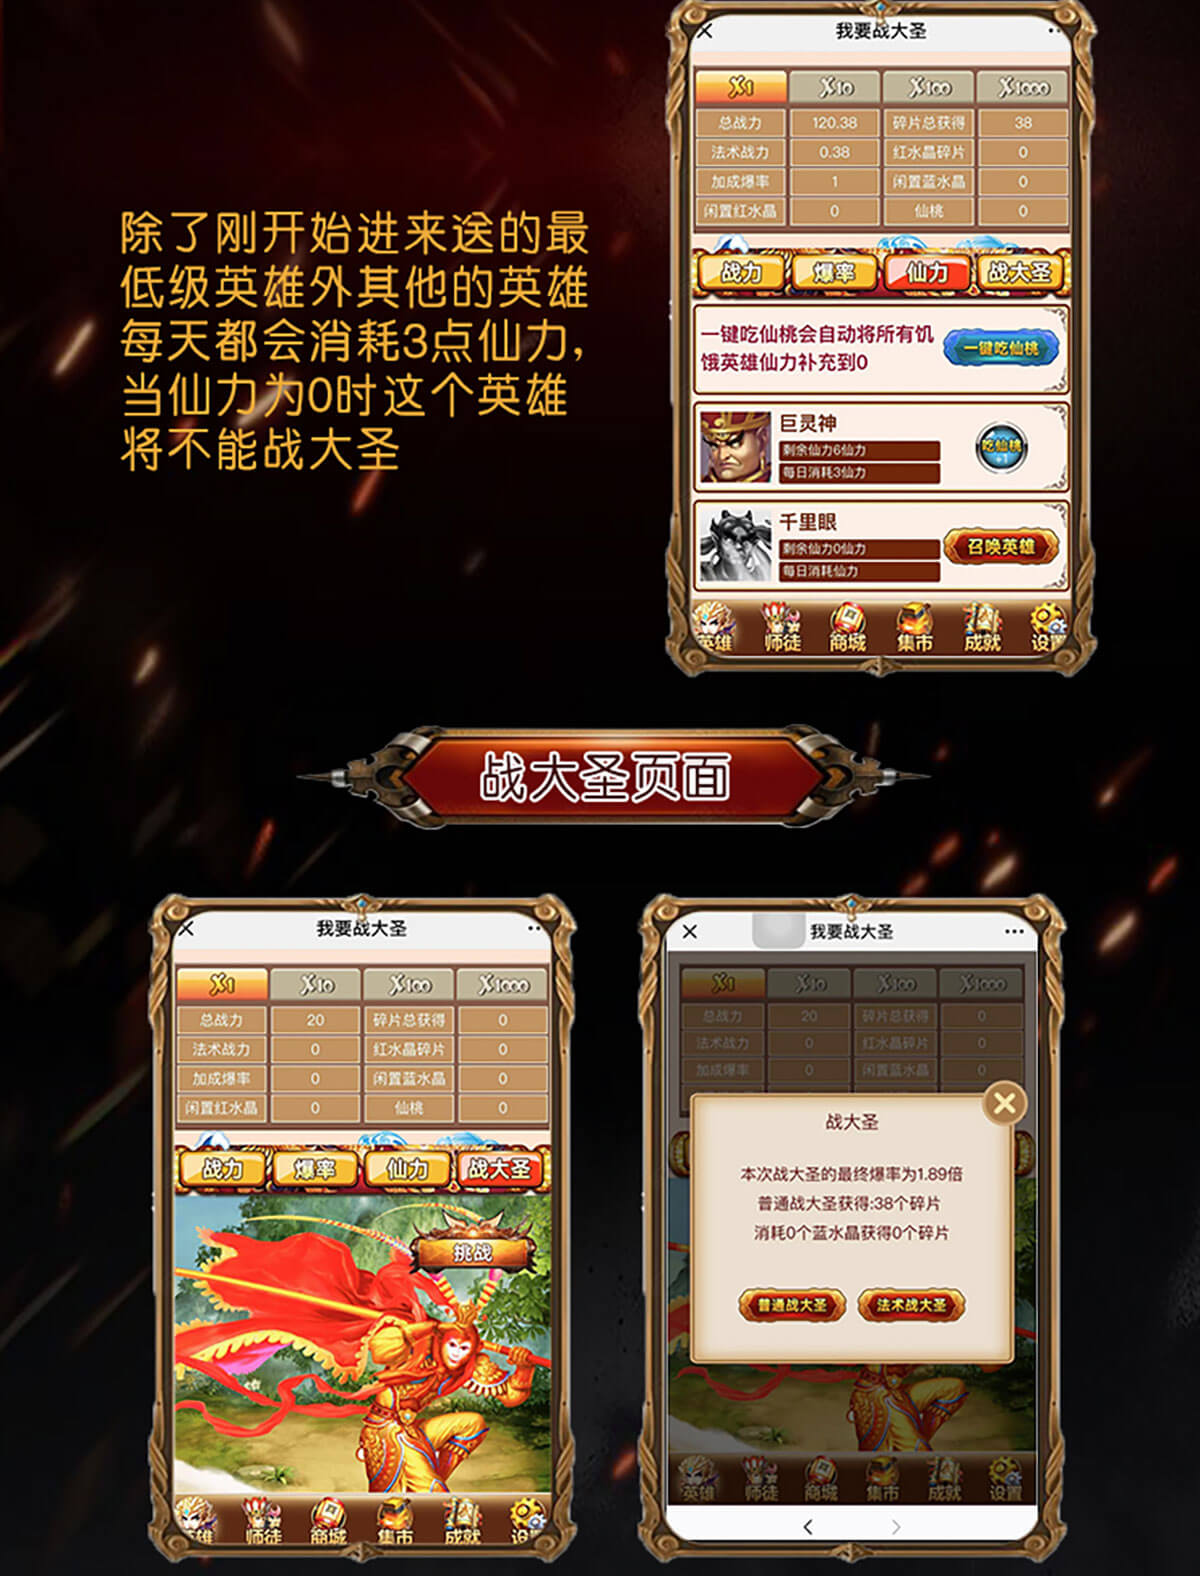 我要战大圣
X1 X10 X100 X1000
总战力 120.38 碎片总获得 38
法术战力 0.38 红水晶碎片 0
加成爆率 1 闲置蓝水晶 0
闲置红水晶 0 仙桃 0
战力 爆率 仙力 战大圣
一键吃仙桃会自动将所有饥
饿英雄仙力补充到0
一键吃仙桃
巨灵神
剩余仙力6仙力
每日消耗3仙力
吃仙桃
+1
千里眼
剩余仙力0仙力
每日消耗仙力
召唤英雄
英雄 师徒 商城 集市 成就 设置
除了刚开始进来送的最
低级英雄外其他的英雄
每天都会消耗3点仙力,
当仙力为0时这个英雄
将不能战大圣
战大圣页面
我要战大圣
X1 X10 X100 X1000
总战力 20 碎片总获得 0
法术战力 0 红水晶碎片 0
加成爆率 0 闲置蓝水晶 0
闲置红水晶 0 仙桃 0
战力 爆率 仙力 战大圣
挑战
英雄 师徒 商城 集市 成就 设
我要战大圣
X1 X10 X100 X1000
总战力 20 碎片总获得 0
法术战力 0 红水晶碎片 0
加成爆率 0 闲置蓝水晶 0
战大圣
本次战大圣的最终爆率为1.89倍
普通战大圣获得:38个碎片
消耗0个蓝水晶获得0个碎片
普通战大圣 法术战大圣
英雄 师徒 商城 集市 成就 设置